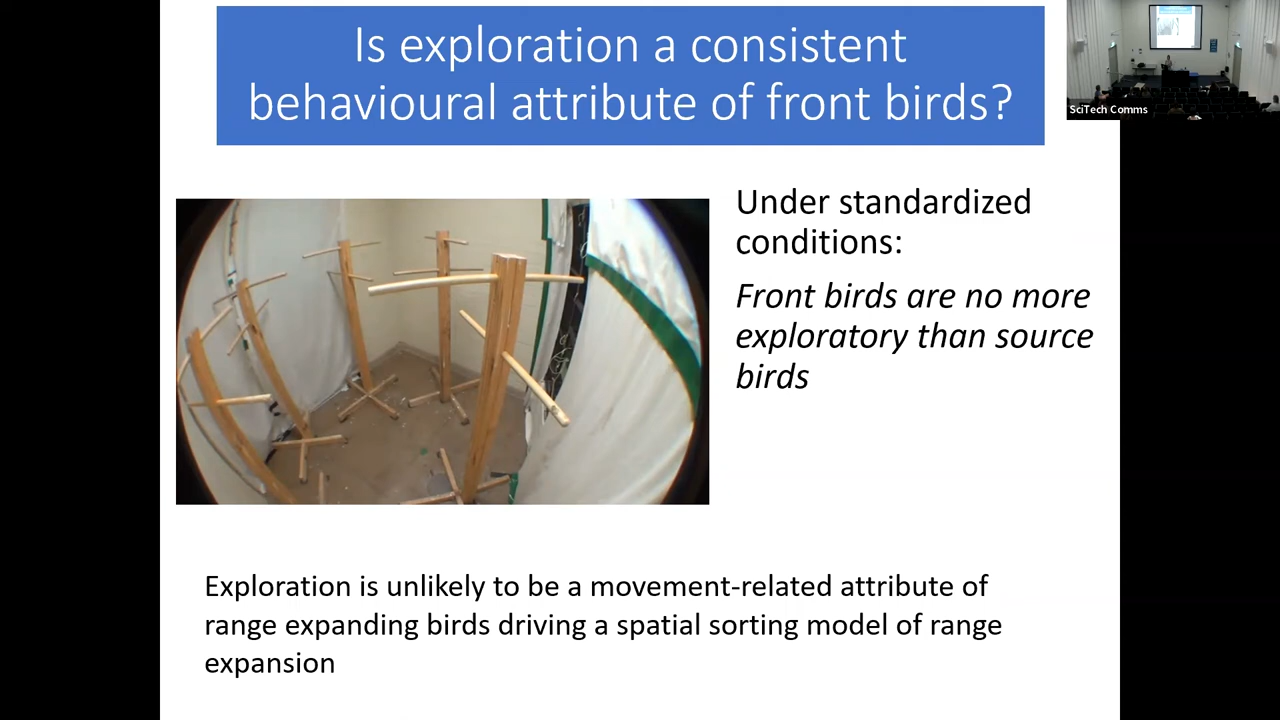 Is exploration a consistent
behavioural attribute of front birds?
SciTech Comms
Under standardized
conditions:
Front birds are no more
exploratory than source
birds
Exploration is unlikely to be a movement-related attribute of
range expanding birds driving a spatial sorting model of range
expansion